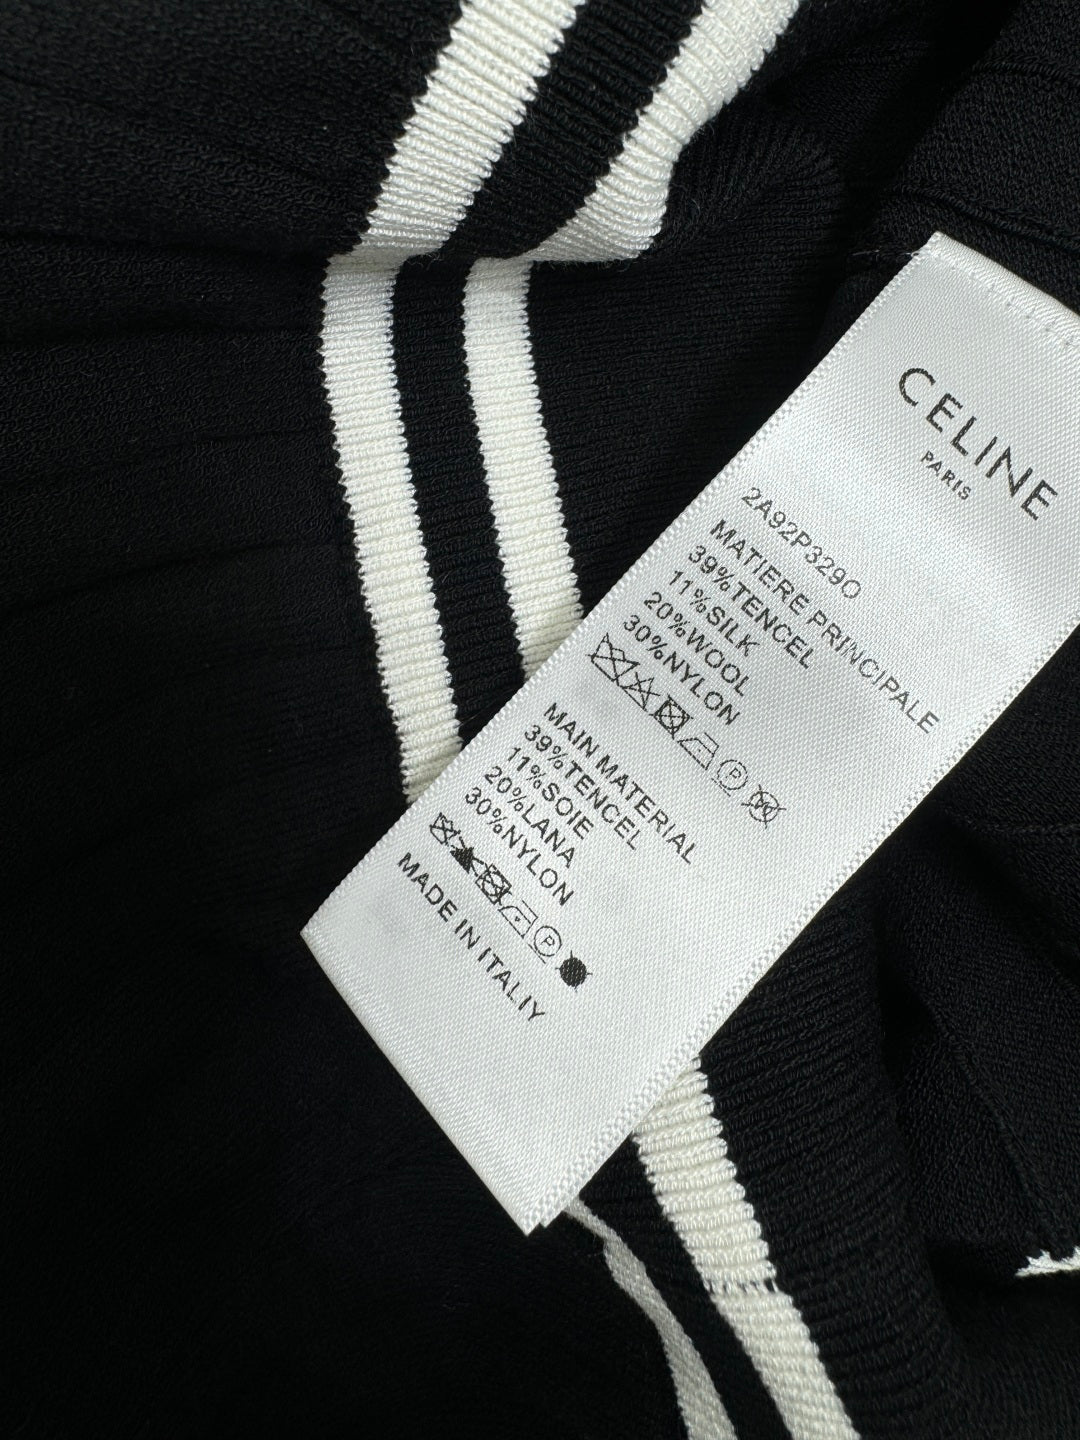 CELINE
PARIS
2A92P329O
MATIERE PRINCIPALE
39%TENCEL
11%SILK
20%WOOL
30%NYLON
MAIN MATERIAL
39%TENCEL
11%SOIE
20%LANA
30%NYLON
MADE IN ITALIY